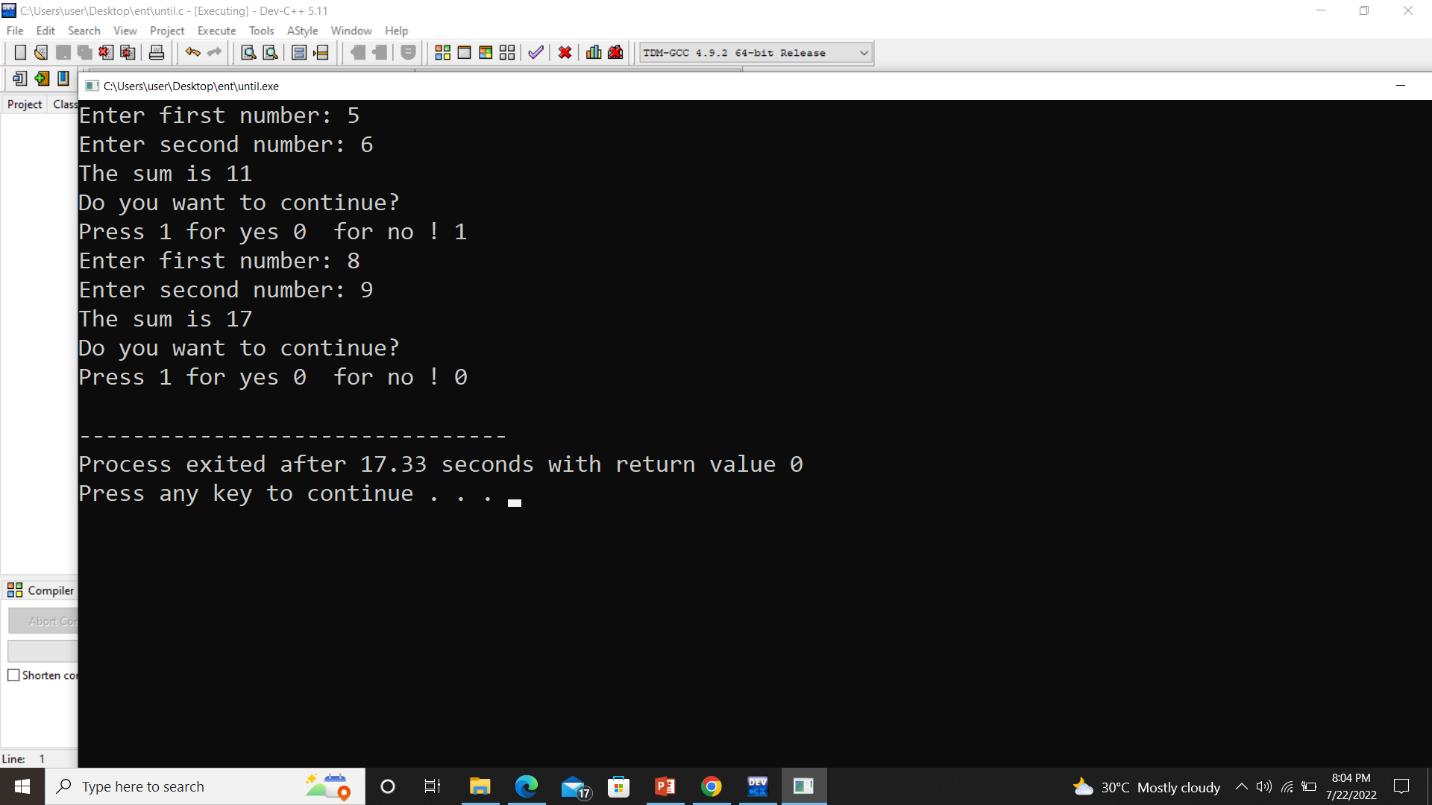 C:\Users\user\Desktop\ent\until.c - [Executing] - Dev-C++ 5.11
File Edit Search View Project Execute Tools AStyle Window Help
TDM-GCC 4.9.2 64-bit Release
C:\Users\user\Desktop\ent\until.exe
Project Class
Enter first number: 5
Enter second number: 6
The sum is 11
Do you want to continue?
Press 1 for yes 0  for no ! 1
Enter first number: 8
Enter second number: 9
The sum is 17
Do you want to continue?
Press 1 for yes 0  for no ! 0
--------------------------------
Process exited after 17.33 seconds with return value 0
Press any key to continue . . .
Compiler
Abort Co
Shorten co
Line: 1
Type here to search
17
DEV
30°C Mostly cloudy
8:04 PM
7/22/2022